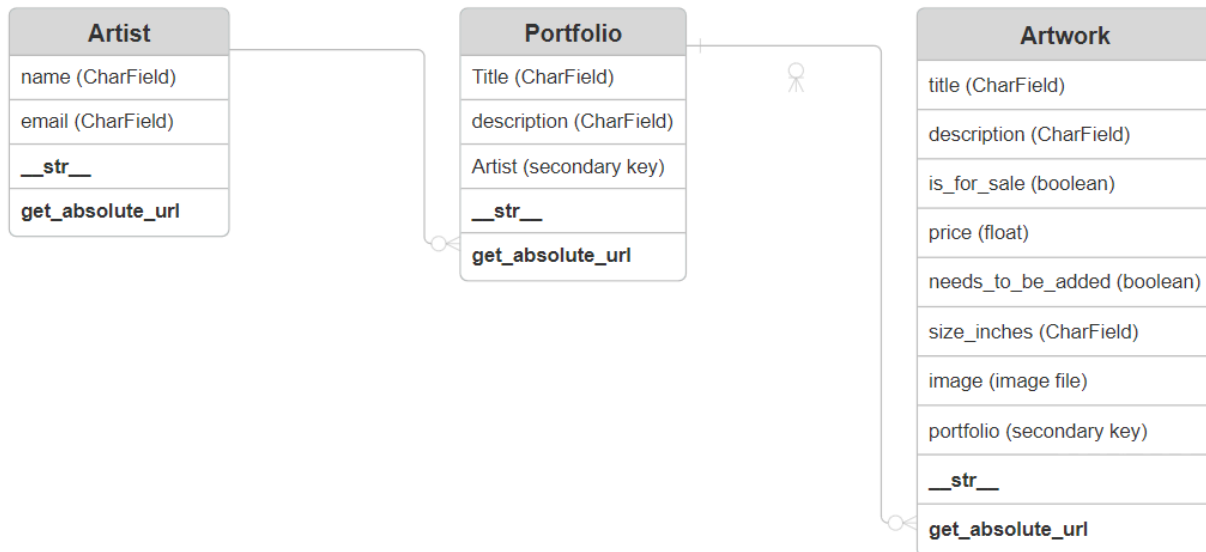 Artist
name (CharField)
email (CharField)
__str__
get_absolute_url
Portfolio
Title (CharField)
description (CharField)
Artist (secondary key)
__str__
get_absolute_url
Artwork
title (CharField)
description (CharField)
is_for_sale (boolean)
price (float)
needs_to_be_added (boolean)
size_inches (CharField)
image (image file)
portfolio (secondary key)
__str__
get_absolute_url